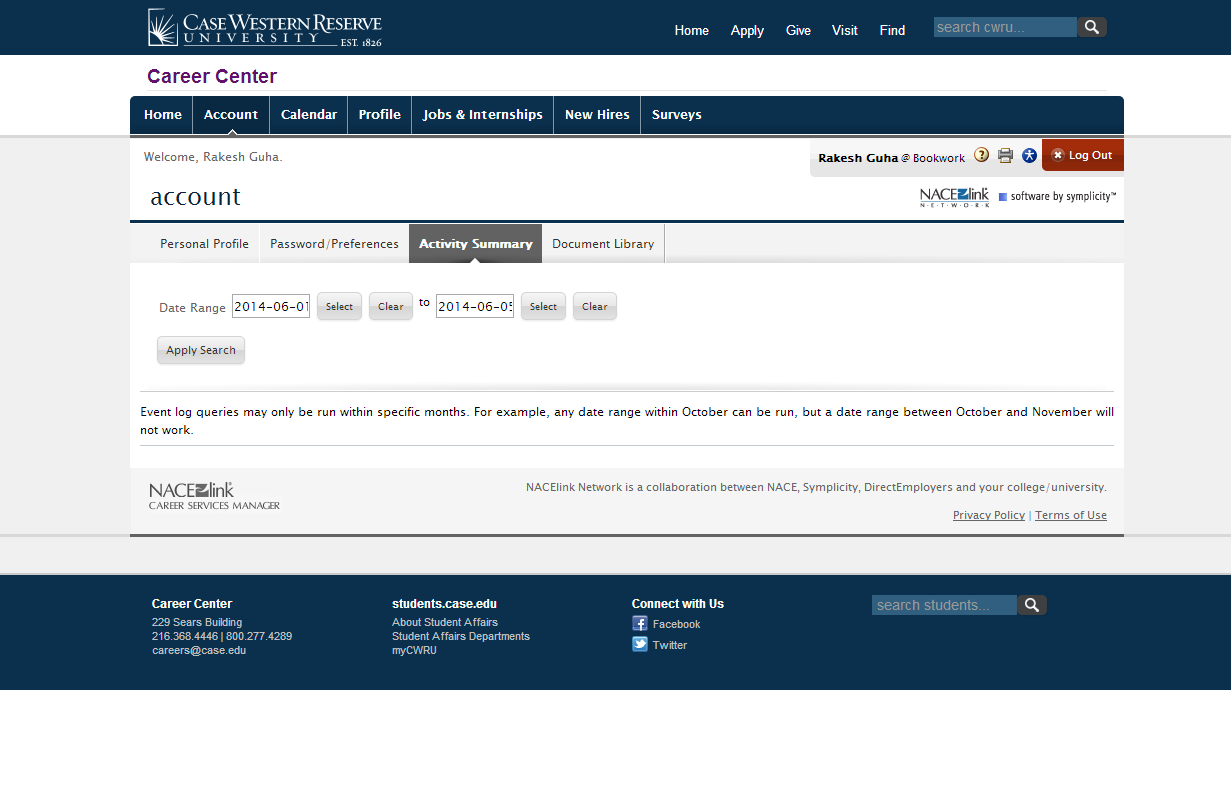 CASE WESTERN RESERVE
UNIVERSITY EST. 1826
Home Apply Give Visit Find search cwru...
Career Center
Home Account Calendar Profile Jobs & Internships New Hires Surveys
Welcome, Rakesh Guha.
Rakesh Guha @ Bookwork ? Log Out
account
NACElink NETWORK software by symplicity™
Personal Profile Password/Preferences Activity Summary Document Library
Date Range 2014-06-01 Select Clear to 2014-06-05 Select Clear
Apply Search
Event log queries may only be run within specific months. For example, any date range within October can be run, but a date range between October and November will
not work.
NACElink
CAREER SERVICES MANAGER
NACElink Network is a collaboration between NACE, Symplicity, DirectEmployers and your college/university.
Privacy Policy | Terms of Use
Career Center
229 Sears Building
216.368.4446 | 800.277.4289
careers@case.edu
students.case.edu
About Student Affairs
Student Affairs Departments
myCWRU
Connect with Us
Facebook
Twitter
search students...